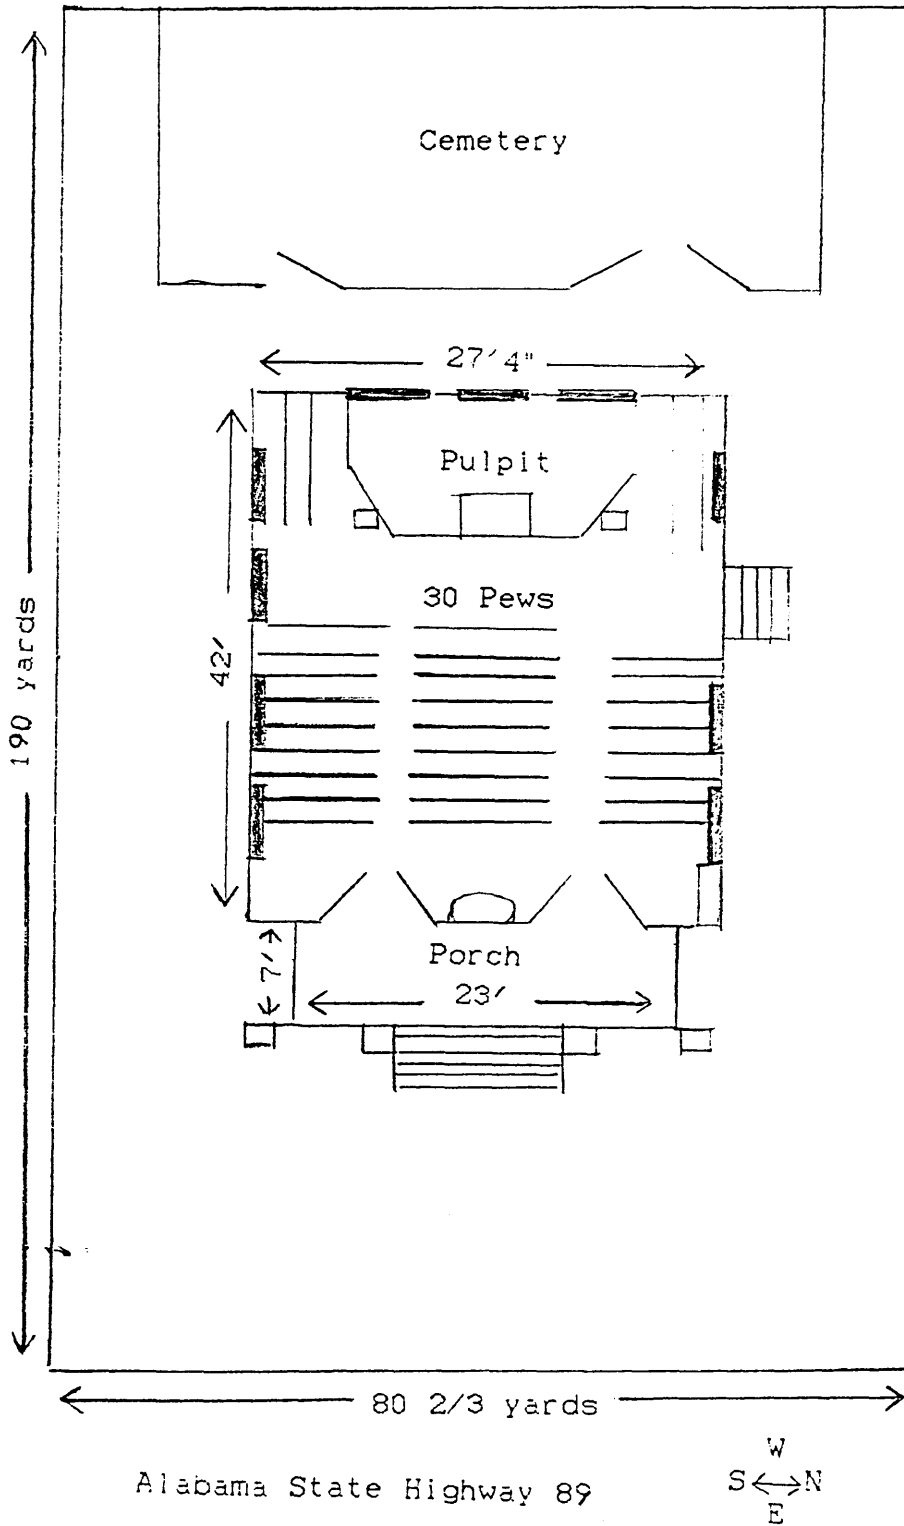 Cemetery
27'4"
Pulpit
30 Pews
42'
190 yards
Porch
7'
23'
80 2/3 yards
Alabama State Highway 89
W
S N
E